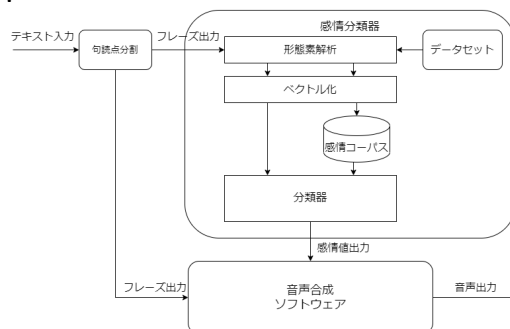 感情分類器
テキスト入力
句読点分割
フレーズ出力
形態素解析
データセット
ベクトル化
感情コーパス
分類器
感情値出力
フレーズ出力
音声合成
ソフトウェア
音声出力